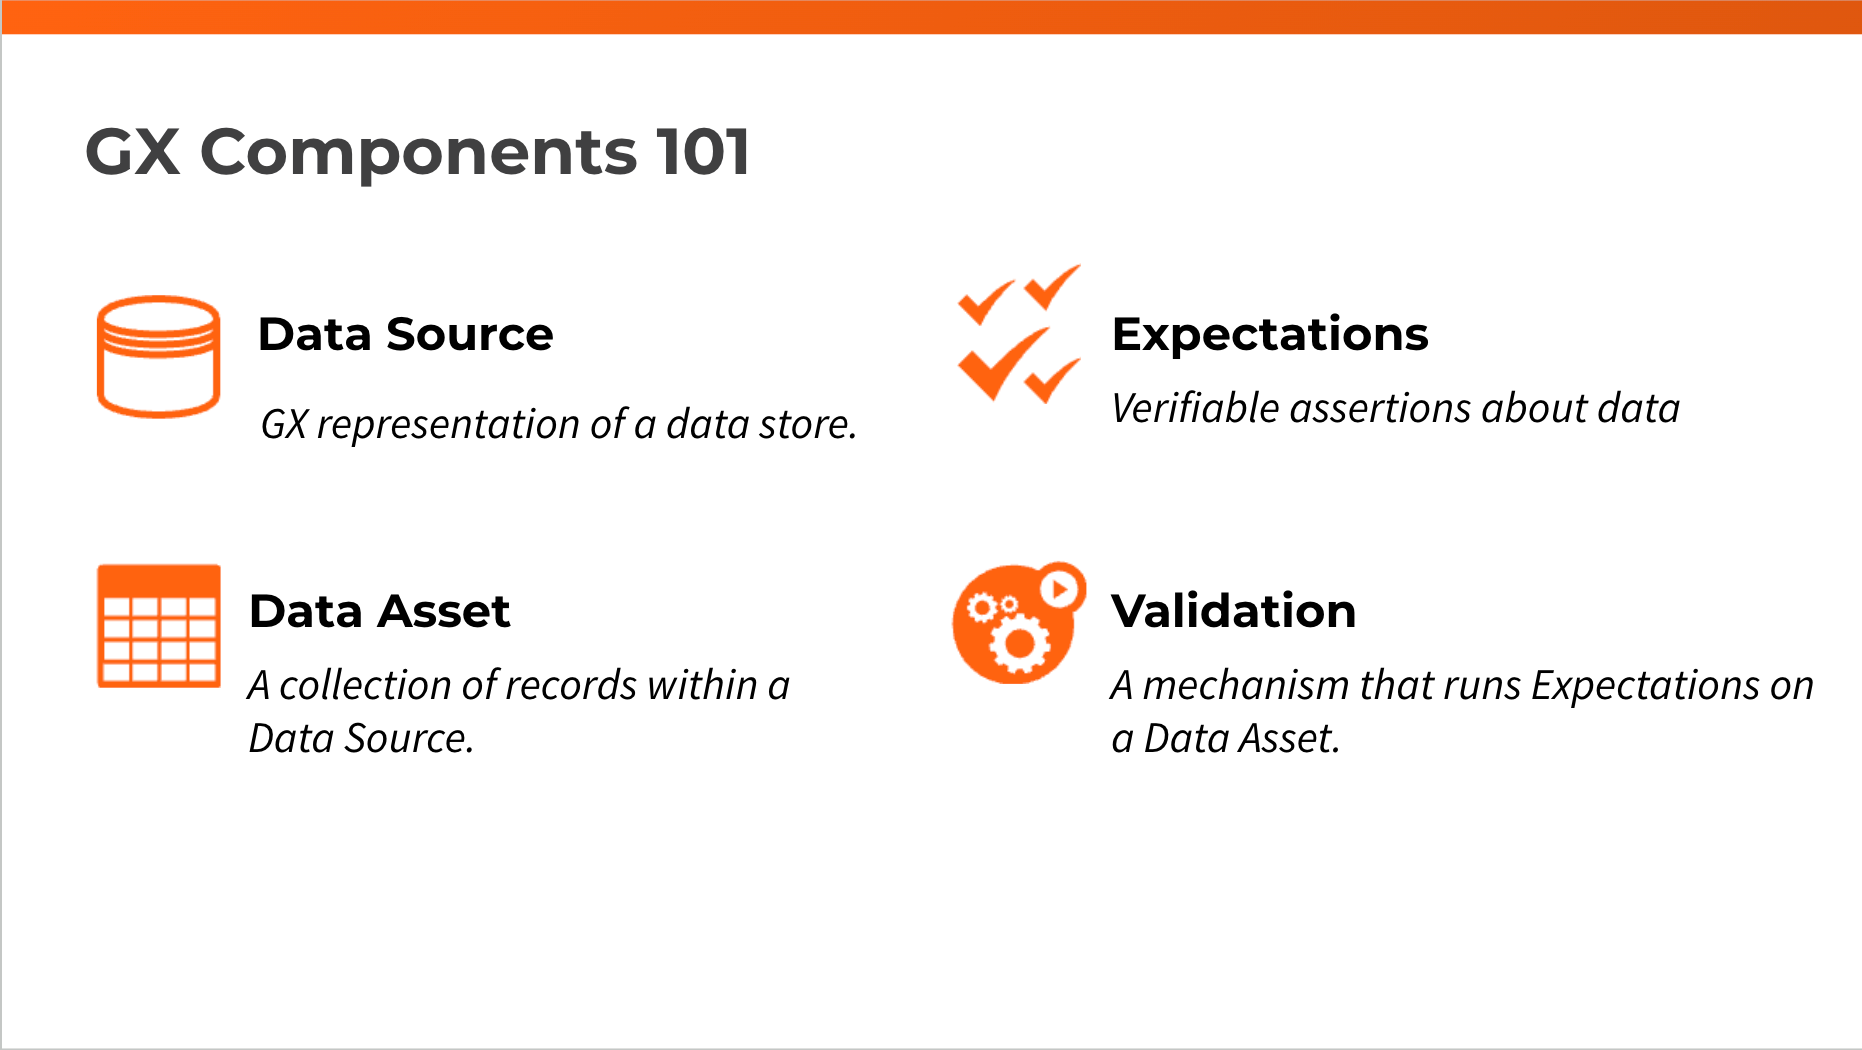 GX Components 101
Data Source
GX representation of a data store.
Expectations
Verifiable assertions about data
Data Asset
A collection of records within a
Data Source.
Validation
A mechanism that runs Expectations on
a Data Asset.